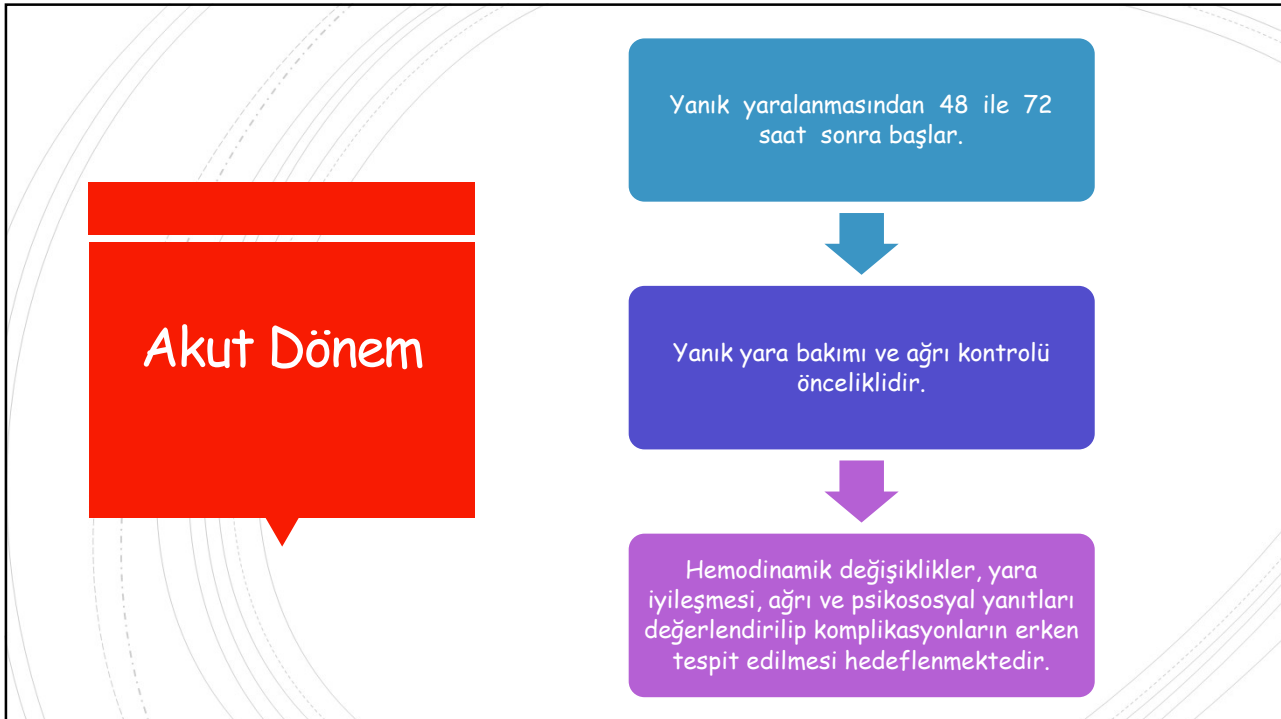 Akut Dönem
Yanık yaralanmasından 48 ile 72
saat sonra başlar.
Yanık yara bakımı ve ağrı kontrolü
önceliklidir.
Hemodinamik değişiklikler, yara
iyileşmesi, ağrı ve psikososyal yanıtları
değerlendirilip komplikasyonların erken
tespit edilmesi hedeflenmektedir.